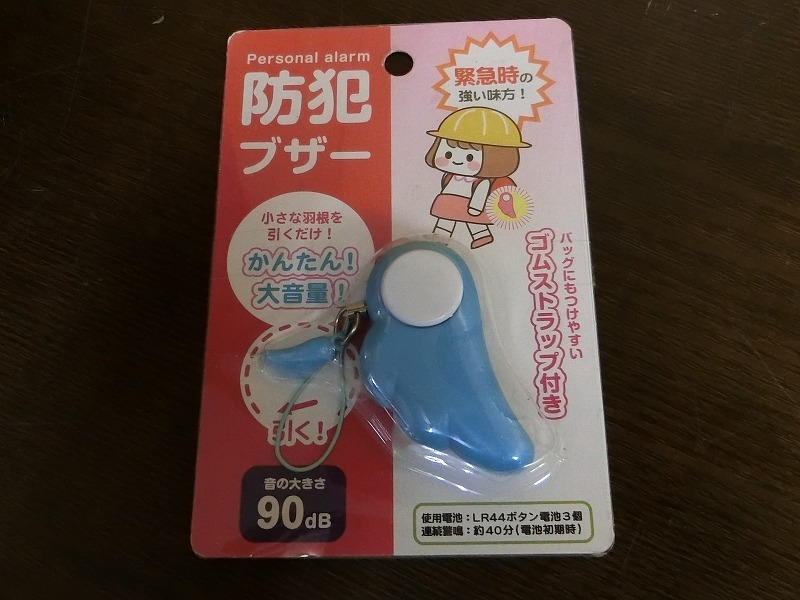 Personal alarm
防犯
ブザー
緊急時の
強い味方！
小さな羽根を
引くだけ！
かんたん！
大音量！
バッグにもつけやすい
ゴムストラップ付き
引く！
音の大きさ
90dB
使用電池：LR44ボタン電池3個
連続警鳴：約40分(電池初期時)